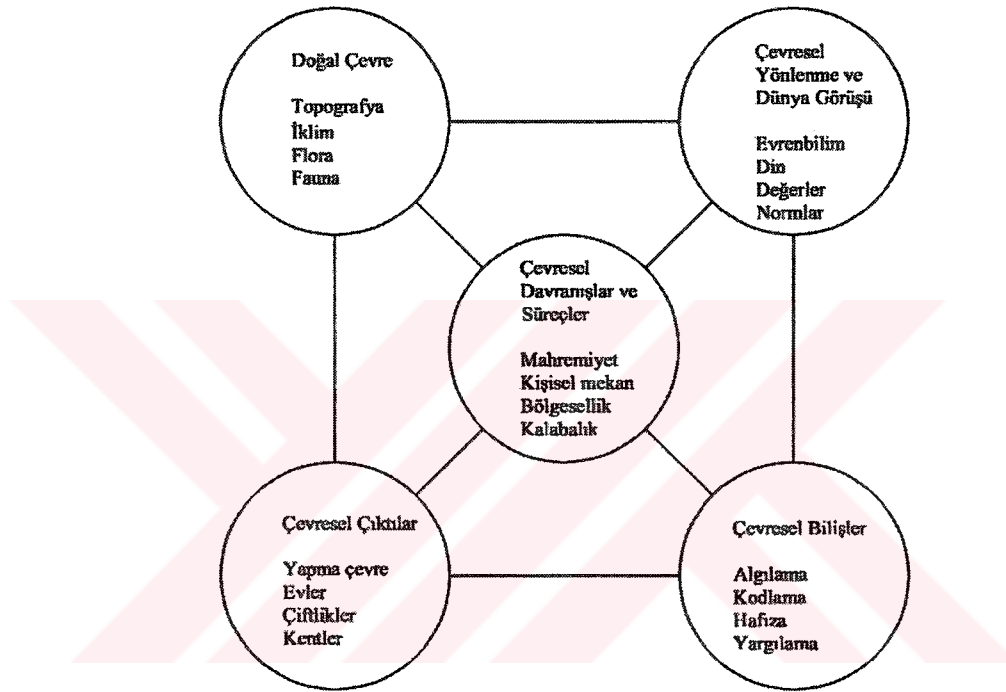 Doğal Çevre
Topografya
İklim
Flora
Fauna
Çevresel
Yönlenme ve
Dünya Görüşü
Evrenbilim
Din
Değerler
Normlar
Çevresel
Davranışlar ve
Süreçler
Mahremiyet
Kişisel mekan
Bölgesellik
Kalabalık
Çevresel Çıktılar
Yapma çevre
Evler
Çiftlikler
Kentler
Çevresel Bilişler
Algılama
Kodlama
Hafıza
Yargılama